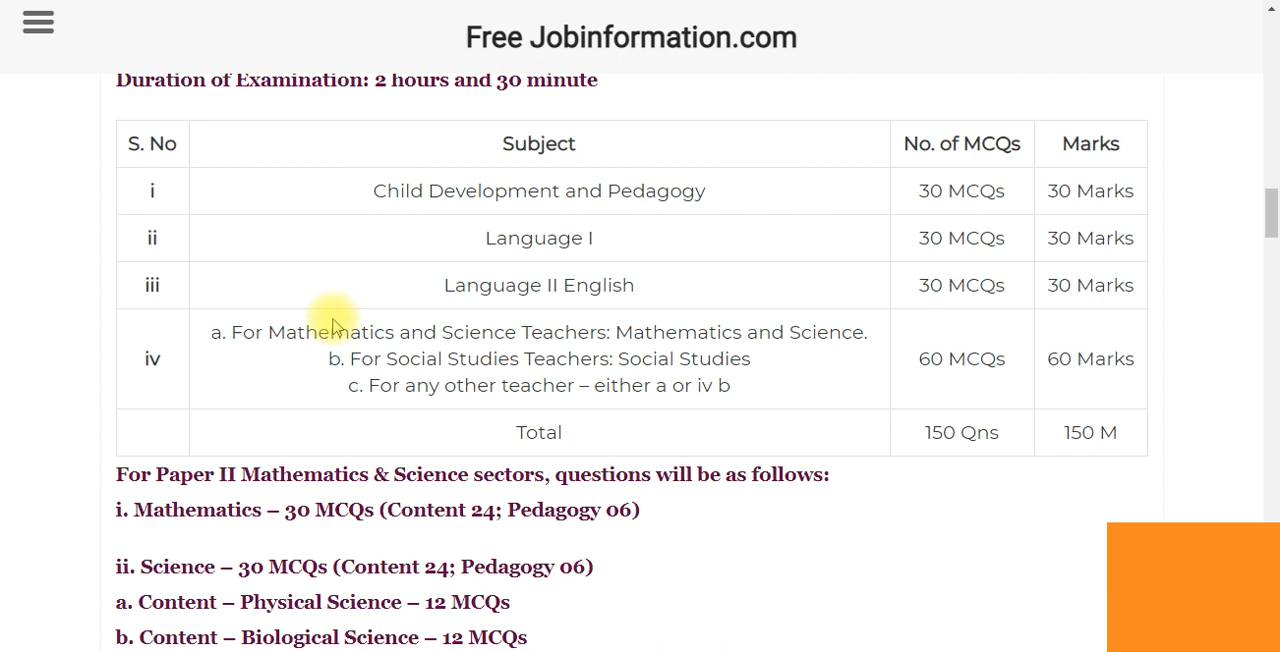 Free Jobinformation.com
Duration of Examination: 2 hours and 30 minute
S. No Subject No. of MCQs Marks
i Child Development and Pedagogy 30 MCQs 30 Marks
ii Language I 30 MCQs 30 Marks
iii Language II English 30 MCQs 30 Marks
a. For Mathematics and Science Teachers: Mathematics and Science.
iv b. For Social Studies Teachers: Social Studies 60 MCQs 60 Marks
c. For any other teacher – either a or iv b
Total 150 Qns 150 M
For Paper II Mathematics & Science sectors, questions will be as follows:
i. Mathematics – 30 MCQs (Content 24; Pedagogy 06)
ii. Science – 30 MCQs (Content 24; Pedagogy 06)
a. Content – Physical Science – 12 MCQs
b. Content – Biological Science – 12 MCQs